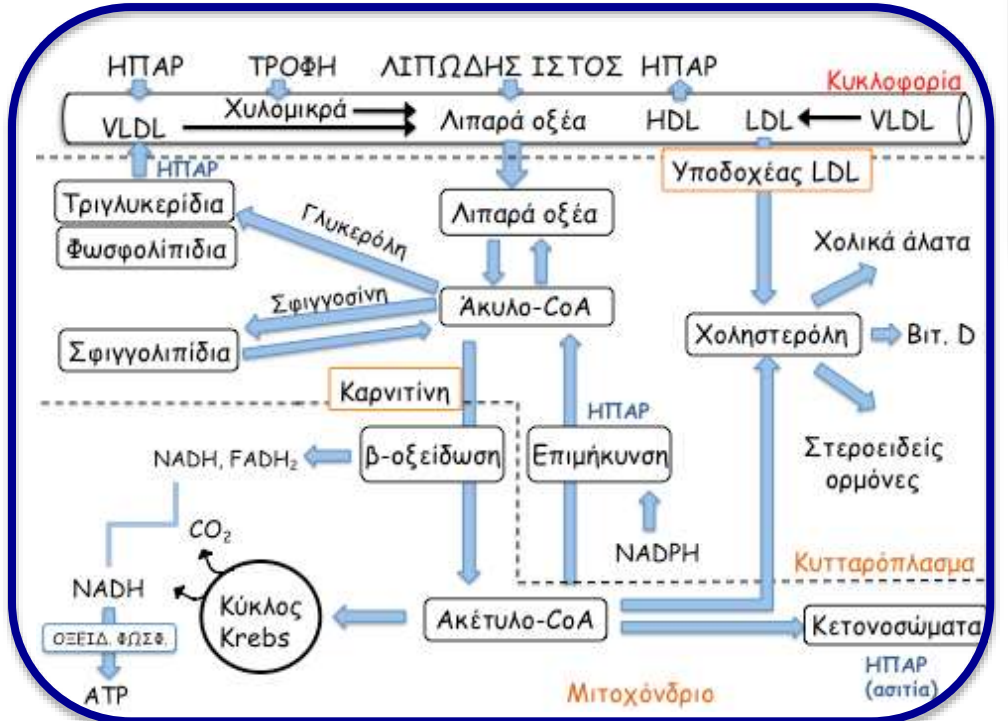 ΗΠΑΡ ΤΡΟΦΗ ΛΙΠΩΔΗΣ ΙΣΤΟΣ ΗΠΑΡ
Κυκλοφορία
Χυλομικρά
VLDL Λιπαρά οξέα HDL LDL VLDL
ΗΠΑΡ
Υποδοχέας LDL
Τριγλυκερίδια
Λιπαρά οξέα
Γλυκερόλη
Φωσφολιπίδια
Χολικά άλατα
Σφιγγοσίνη
Άκυλο-CoA
Σφιγγολιπίδια
Χοληστερόλη
Βιτ. D
Καρνιτίνη
ΗΠΑΡ
NADH, FADH₂
β-οξείδωση
Επιμήκυνση
Στεροειδείς
ορμόνες
CO₂
NADPH
Κυτταρόπλασμα
NADH
Κύκλος
Krebs
Ακέτυλο-CoA
Κετονοσώματα
ΟΞΕΙΔ. ΦΩΣΦ.
ΗΠΑΡ
(ασιτία)
ATP
Μιτοχόνδριο